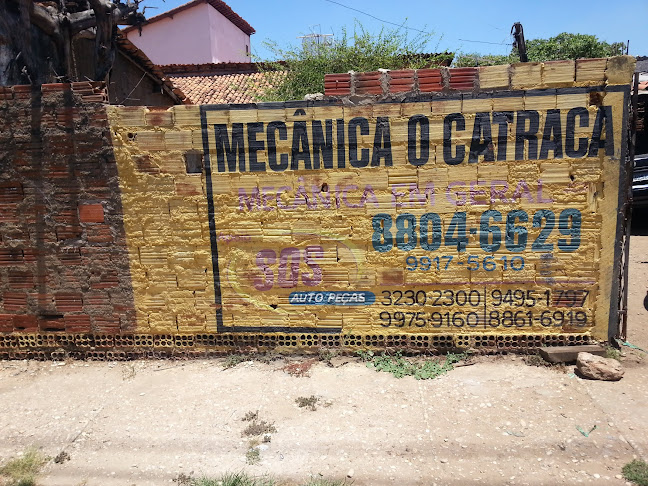 MECÂNICA O CATRACA
MECÂNICA EM GERAL
8804-6629
9917-5610
SOS
AUTO PEÇAS
3230 2300 9495-1797
9975-9160 8861-6919